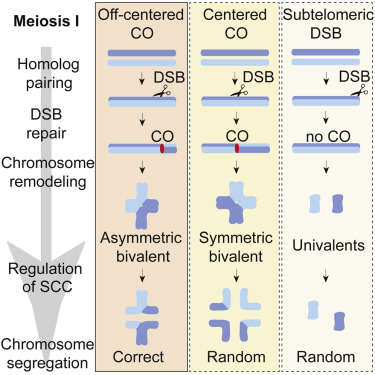 Meiosis I
Homolog
pairing
DSB
repair
Chromosome
remodeling
Regulation
of SCC
Chromosome
segregation
Off-centered
CO
DSB
CO
Asymmetric
bivalent
Correct
Centered
CO
DSB
CO
Symmetric
bivalent
Random
Subtelomeric
DSB
DSB
no CO
Univalents
Random